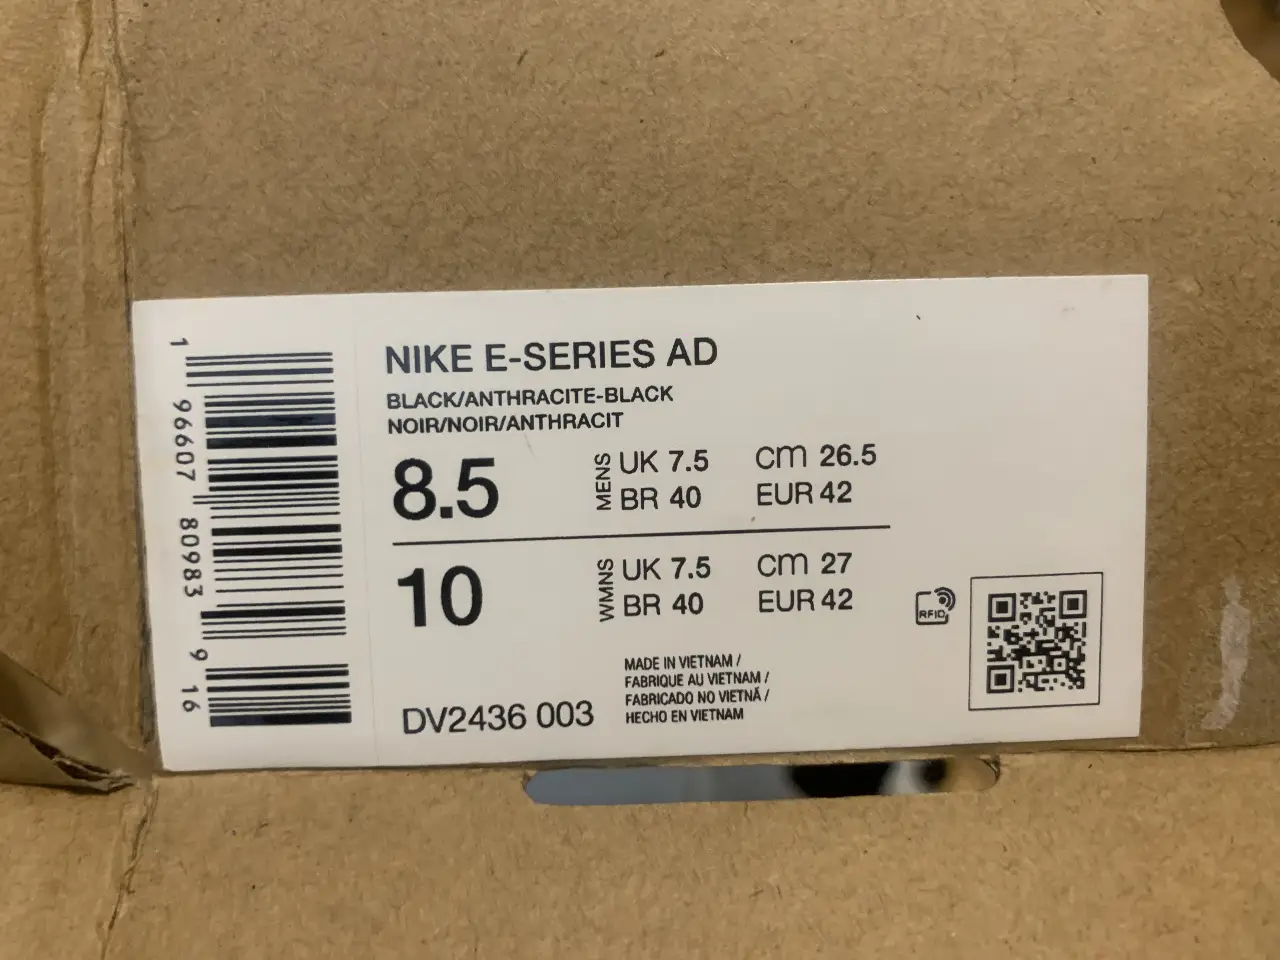 NIKE E-SERIES AD
BLACK/ANTHRACITE-BLACK
NOIR/NOIR/ANTHRACIT
8.5
MENS
UK 7.5 cm 26.5
BR 40 EUR 42
10
WMNS
UK 7.5 cm 27
BR 40 EUR 42
RFID
MADE IN VIETNAM /
FABRIQUE AU VIETNAM /
FABRICADO NO VIETNÃ /
HECHO EN VIETNAM
DV2436 003
1 96607 80983 9 16